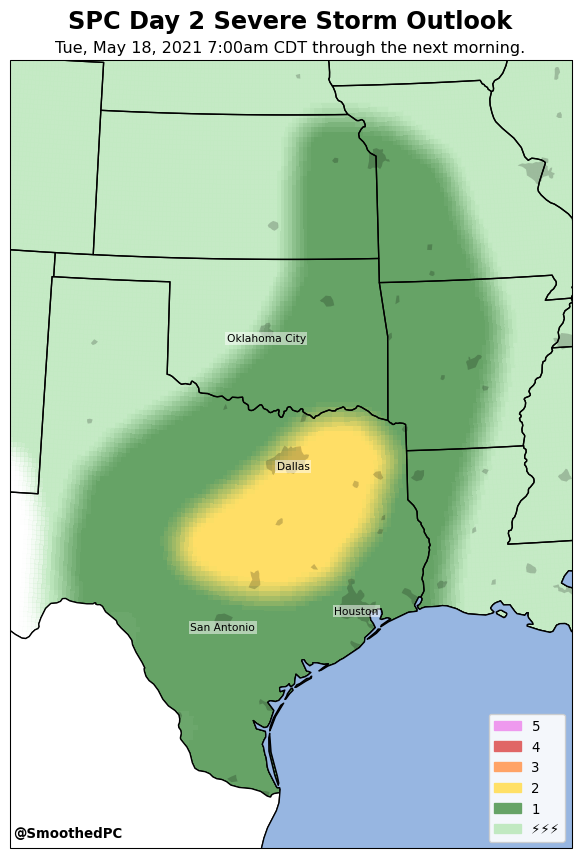 SPC Day 2 Severe Storm Outlook
Tue, May 18, 2021 7:00am CDT through the next morning.
Oklahoma City
Dallas
Houston
San Antonio
5
4
3
2
1
⚡⚡⚡
@SmoothedPC